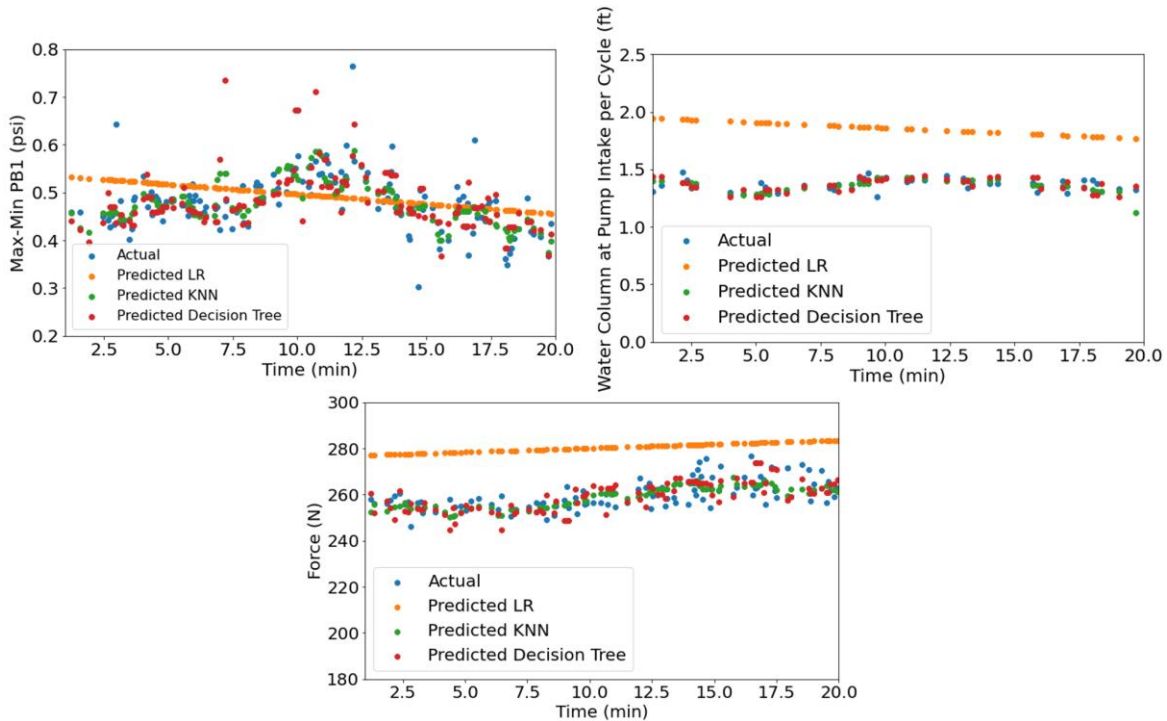 Max-Min PB1 (psi)
0.8
0.7
0.6
0.5
0.4
0.3
0.2
Actual
Predicted LR
Predicted KNN
Predicted Decision Tree
2.5 5.0 7.5 10.0 12.5 15.0 17.5 20.0
Time (min)
Water Column at Pump Intake per Cycle (ft)
2.5
2.0
1.5
1.0
0.5
0.0
Actual
Predicted LR
Predicted KNN
Predicted Decision Tree
2.5 5.0 7.5 10.0 12.5 15.0 17.5 20.0
Time (min)
Force (N)
300
280
260
240
220
200
180
Actual
Predicted LR
Predicted KNN
Predicted Decision Tree
2.5 5.0 7.5 10.0 12.5 15.0 17.5 20.0
Time (min)